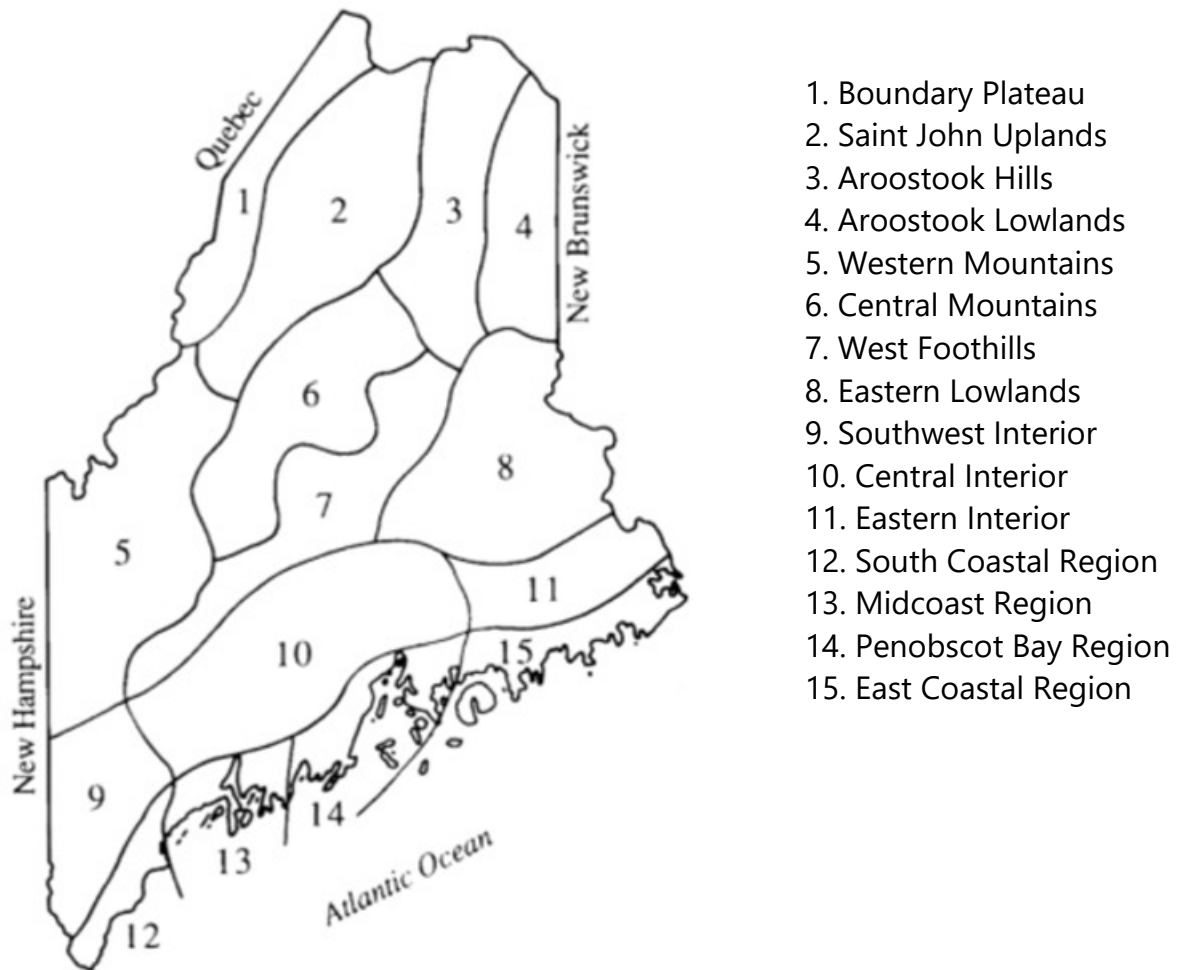 Quebec
New Brunswick
New Hampshire
Atlantic Ocean
1
2
3
4
5
6
7
8
9
10
11
12
13
14
15
1. Boundary Plateau
2. Saint John Uplands
3. Aroostook Hills
4. Aroostook Lowlands
5. Western Mountains
6. Central Mountains
7. West Foothills
8. Eastern Lowlands
9. Southwest Interior
10. Central Interior
11. Eastern Interior
12. South Coastal Region
13. Midcoast Region
14. Penobscot Bay Region
15. East Coastal Region